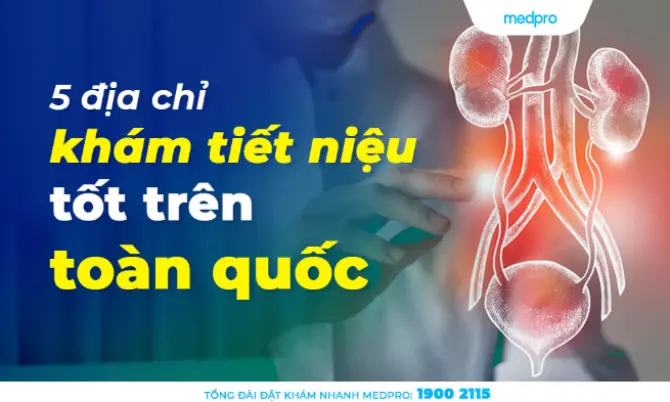 medpro
5 địa chỉ
khám tiết niệu
tốt trên
toàn quốc
TỔNG ĐÀI ĐẶT KHÁM NHANH MEDPRO: 1900 2115